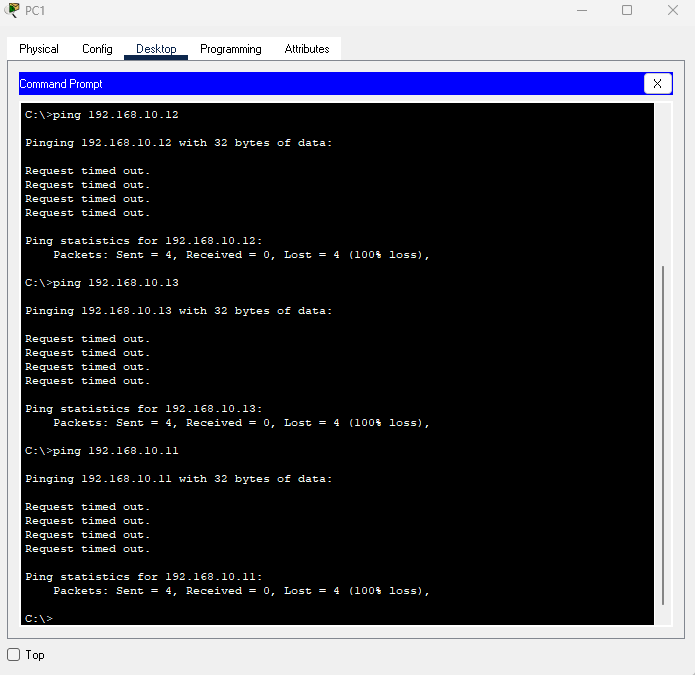 PC1
Physical Config Desktop Programming Attributes
Command Prompt X
C:\>ping 192.168.10.12
Pinging 192.168.10.12 with 32 bytes of data:
Request timed out.
Request timed out.
Request timed out.
Request timed out.
Ping statistics for 192.168.10.12:
    Packets: Sent = 4, Received = 0, Lost = 4 (100% loss),
C:\>ping 192.168.10.13
Pinging 192.168.10.13 with 32 bytes of data:
Request timed out.
Request timed out.
Request timed out.
Request timed out.
Ping statistics for 192.168.10.13:
    Packets: Sent = 4, Received = 0, Lost = 4 (100% loss),
C:\>ping 192.168.10.11
Pinging 192.168.10.11 with 32 bytes of data:
Request timed out.
Request timed out.
Request timed out.
Request timed out.
Ping statistics for 192.168.10.11:
    Packets: Sent = 4, Received = 0, Lost = 4 (100% loss),
C:\>
Top